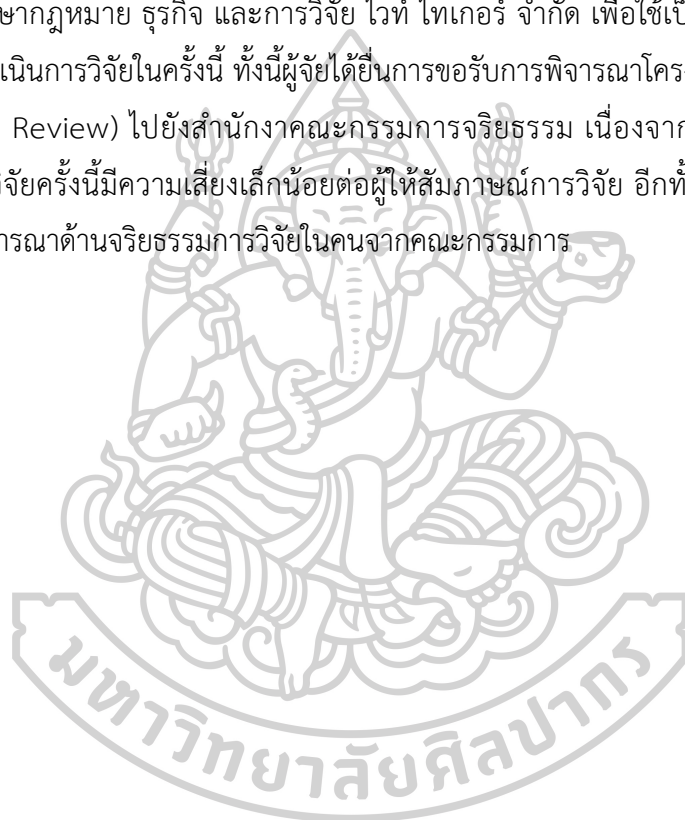 ษากฎหมาย ธุรกิจ และการวิจัย ไวท์ ไทเกอร์ จำกัด เพื่อใช้เป็
เนินการวิจัยในครั้งนี้ ทั้งนี้ผู้จัยได้ยื่นการขอรับการพิจารณาโคร
Review) ไปยังสำนักงาคณะกรรมการจริยธรรม เนื่องจาก
วิจัยครั้งนี้มีความเสี่ยงเล็กน้อยต่อผู้ให้สัมภาษณ์การวิจัย อีกทั้
ารณาด้านจริยธรรมการวิจัยในคนจากคณะกรรมการ
มหาวิทยาลัยศิลปากร